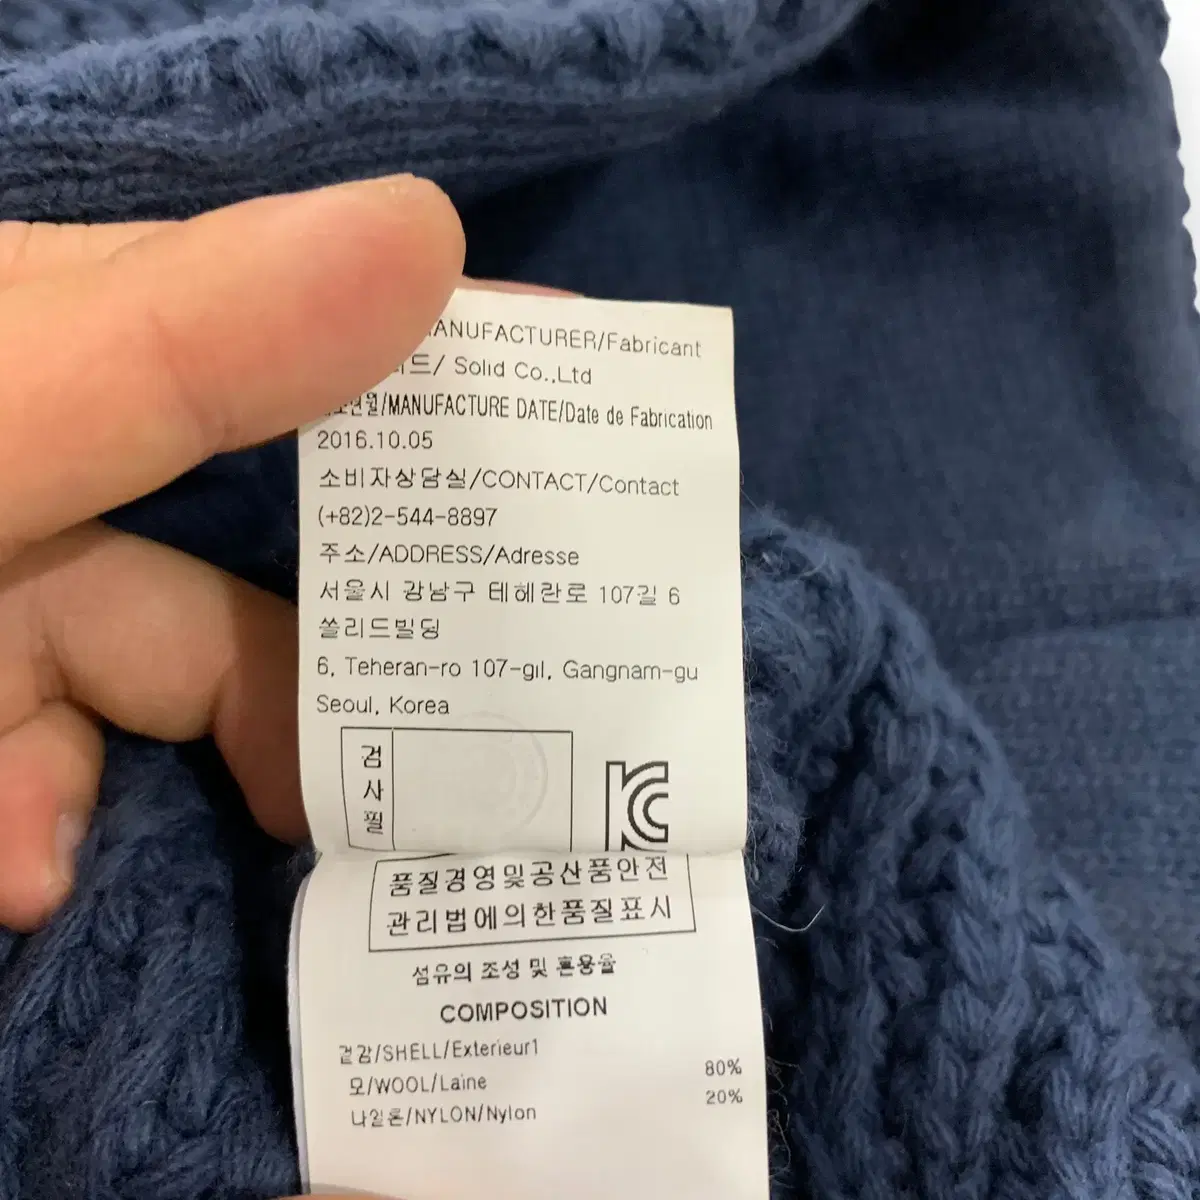 MANUFACTURER/Fabricant
Solid Co.,Ltd
MANUFACTURE DATE/Date de Fabrication
2016.10.05
소비자상담실/CONTACT/Contact
(+82)2-544-8897
주소/ADDRESS/Adresse
서울시 강남구 테헤란로 107길 6
쏠리드빌딩
6, Teheran-ro 107-gil, Gangnam-gu
Seoul, Korea
검사필
KC
품질경영및공산품안전
관리법에의한품질표시
섬유의 조성 및 혼용율
COMPOSITION
겉감/SHELL/Exterieur1
모/WOOL/Laine 80%
나일론/NYLON/Nylon 20%